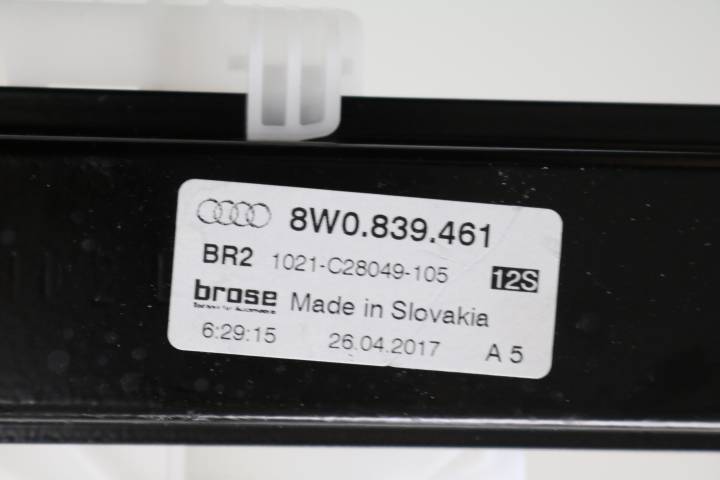 8W0.839.461
BR2 1021-C28049-105 12S
brose Made in Slovakia
6:29:15 26.04.2017 A 5